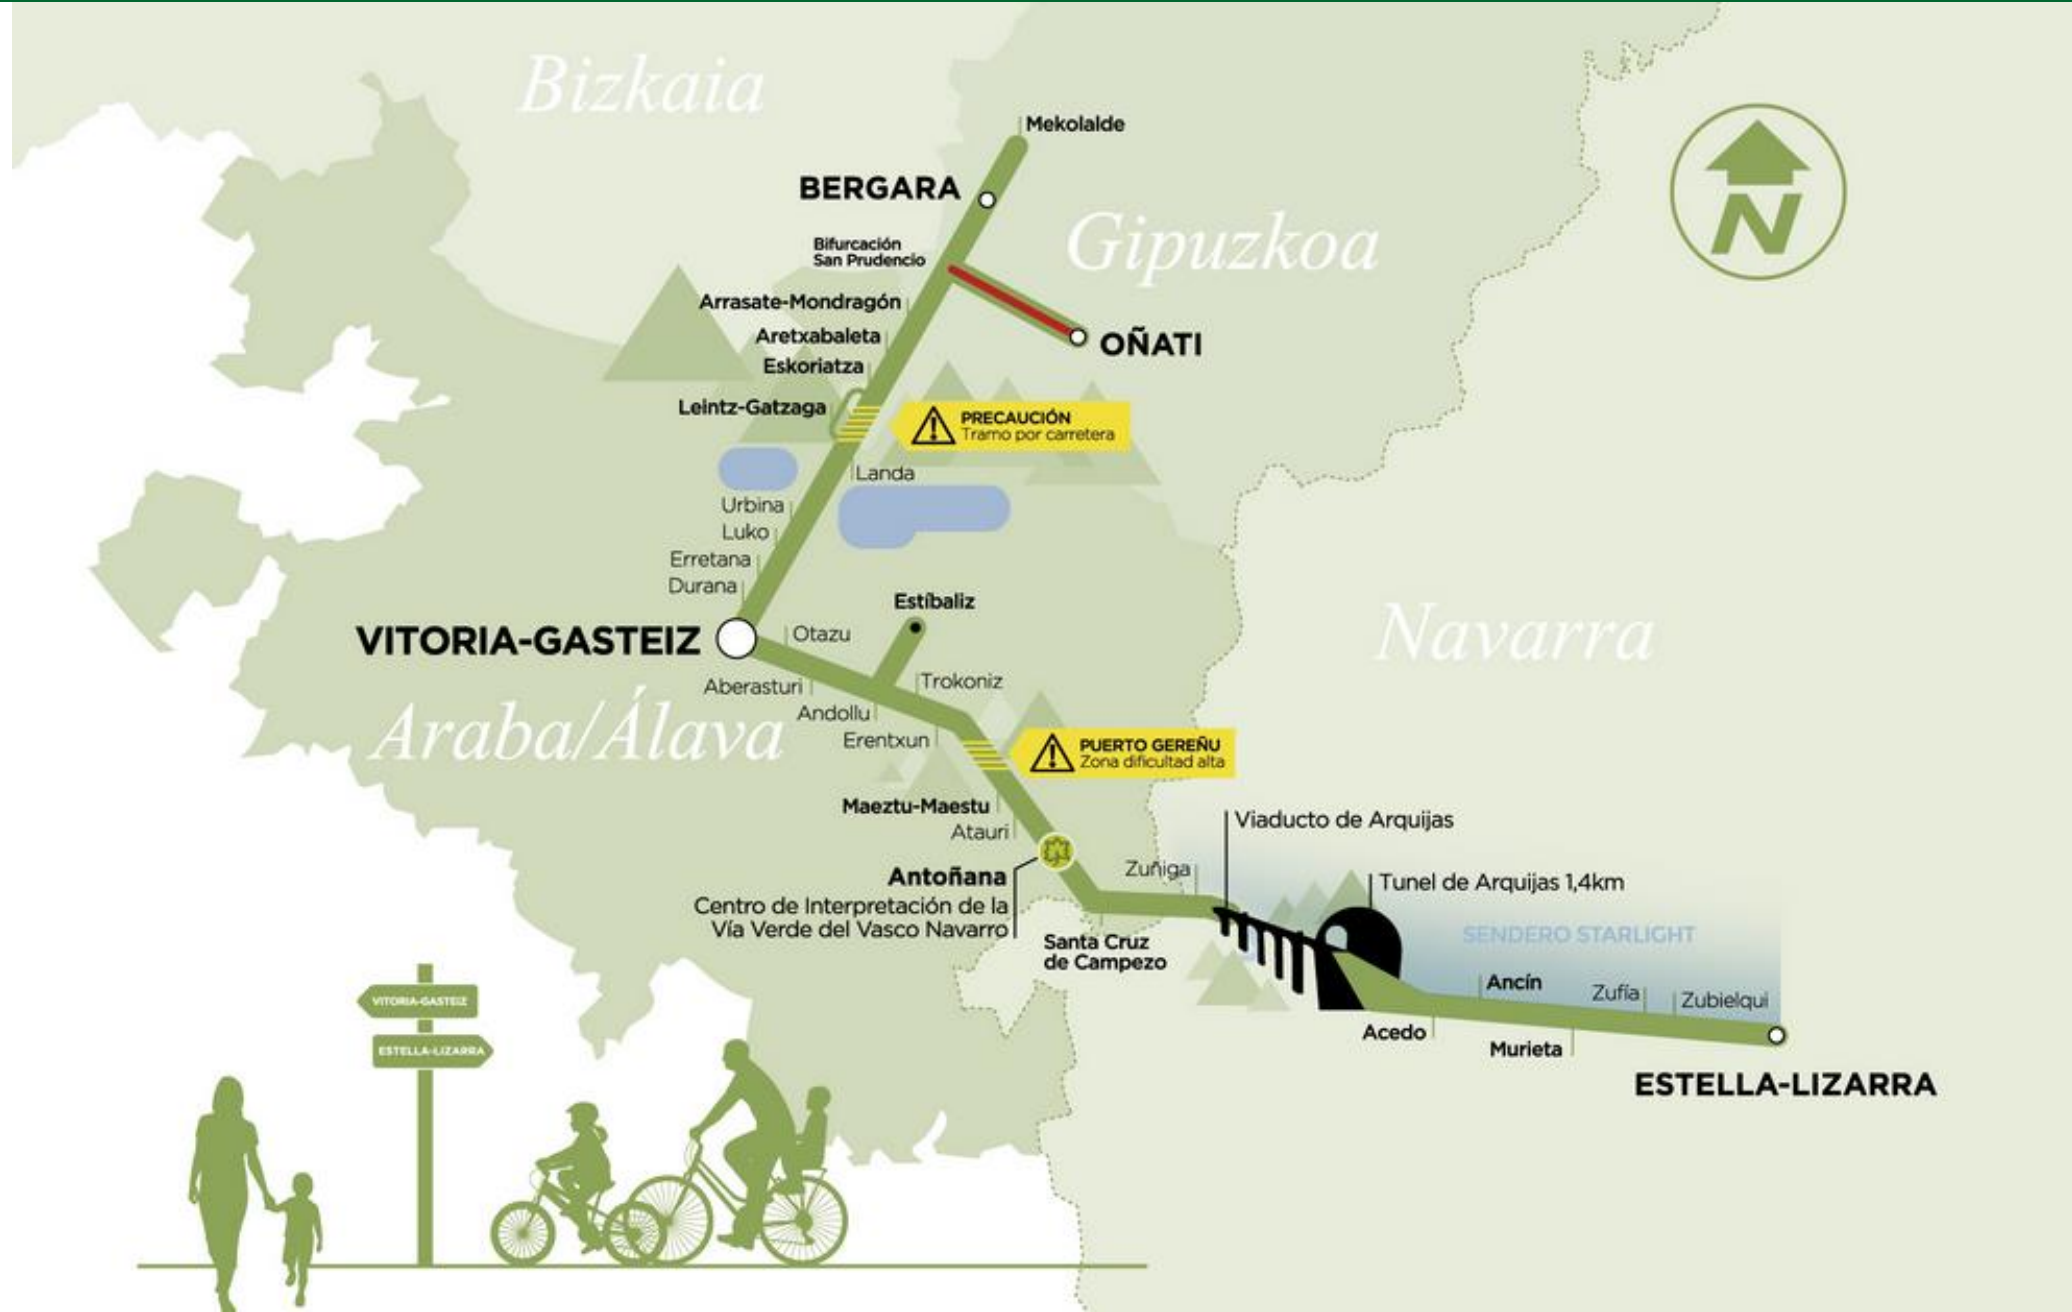 Bizkaia
Mekolalde
BERGARA
Gipuzkoa
N
Bifurcación
San Prudencio
Arrasate-Mondragón
Aretxabaleta
OÑATI
Eskoriatza
Leintz-Gatzaga
PRECAUCIÓN
Tramo por carretera
Landa
Urbina
Luko
Erretana
Durana
Estíbaliz
VITORIA-GASTEIZ
Otazu
Navarra
Aberasturi
Trokoniz
Araba/Álava
Andollu
Erentxun
PUERTO GEREÑU
Zona dificultad alta
Maeztu-Maestu
Atauri
Viaducto de Arquijas
Zuñiga
Antoñana
Centro de Interpretación de la
Vía Verde del Vasco Navarro
Tunel de Arquijas 1,4km
SENDERO STARLIGHT
Santa Cruz
de Campezo
Ancín
Zufía
Zubielqui
Acedo
Murieta
ESTELLA-LIZARRA
VITORIA-GASTEIZ
ESTELLA-LIZARRA